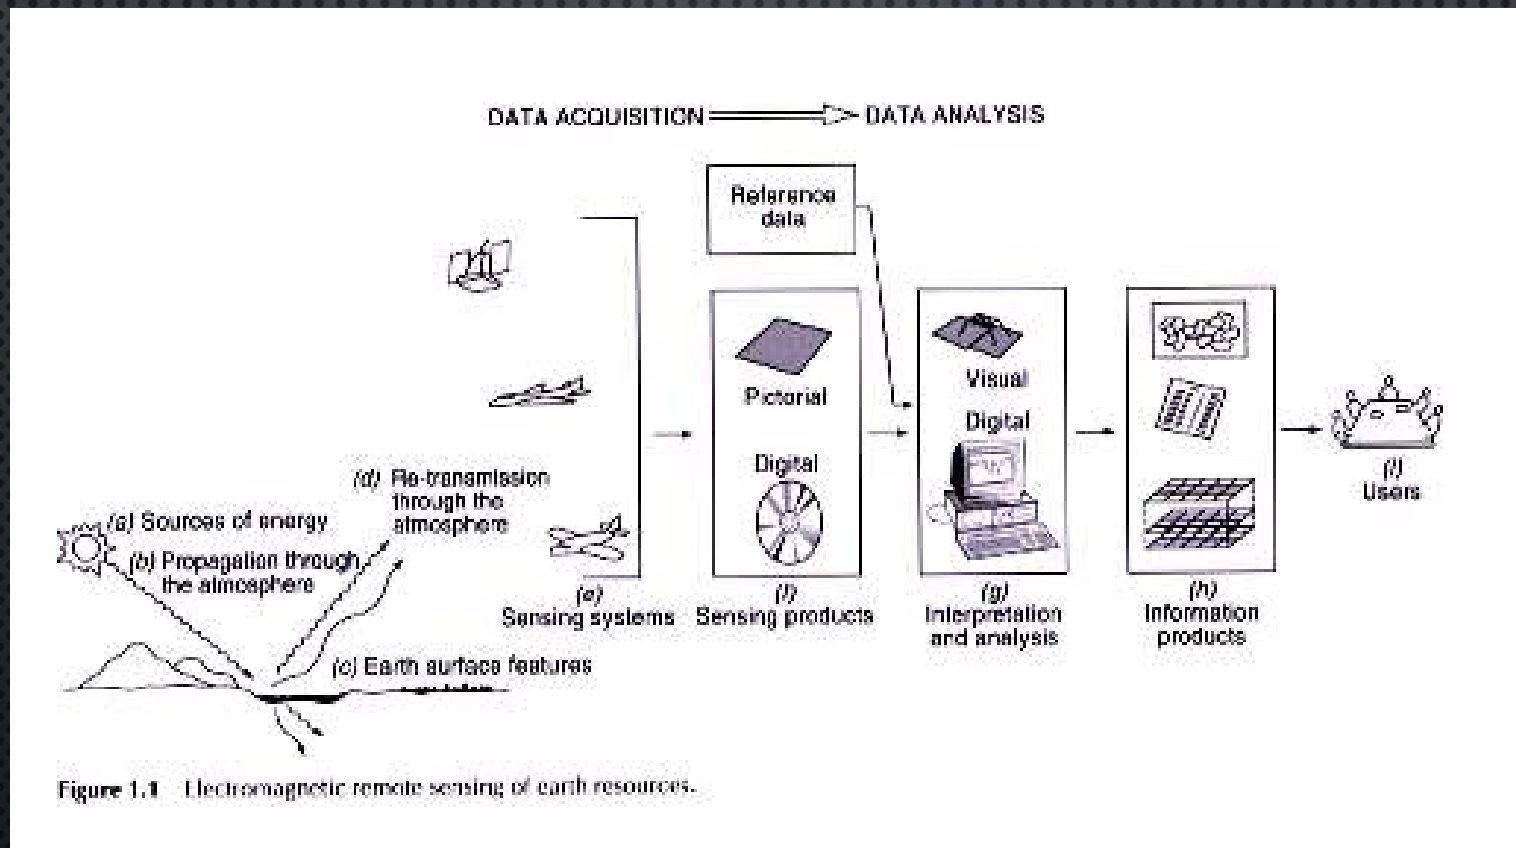 DATA ACQUISITION
DATA ANALYSIS
Reference
data
Pictorial
Digital
Visual
Digital
(a) Sources of energy
(b) Propagation through
the atmosphere
(c) Earth surface features
(d) Re-transmission
through the
atmosphere
(e)
Sensing systems
(f)
Sensing products
(g)
Interpretation
and analysis
(h)
Information
products
(i)
Users
Figure 1.1 Electromagnetic remote sensing of earth resources.